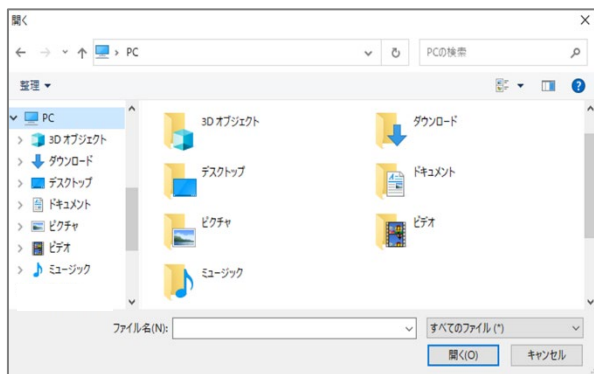 開く
PC
PCの検索
整理
PC
3D オブジェクト
ダウンロード
デスクトップ
ドキュメント
ピクチャ
ビデオ
ミュージック
3D オブジェクト
ダウンロード
デスクトップ
ドキュメント
ピクチャ
ビデオ
ミュージック
ファイル名(N):
すべてのファイル (*)
開く(O)
キャンセル